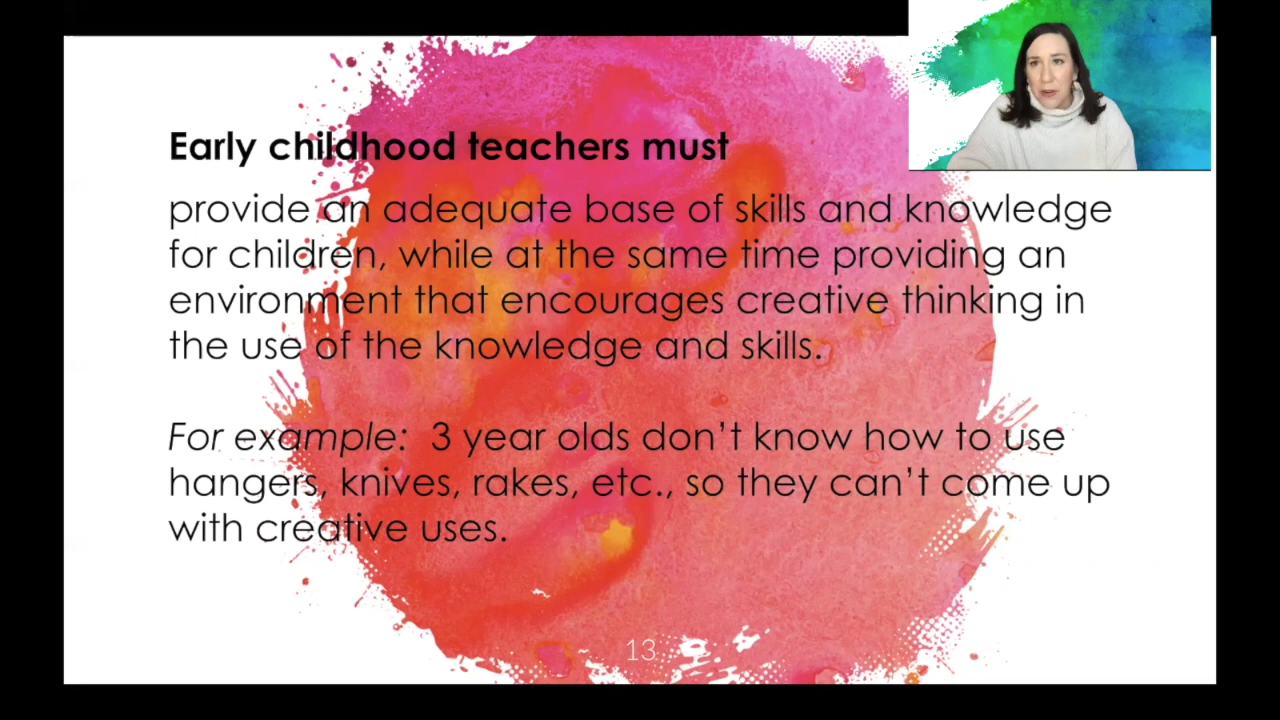 Early childhood teachers must
provide an adequate base of skills and knowledge
for children, while at the same time providing an
environment that encourages creative thinking in
the use of the knowledge and skills.
For example:  3 year olds don’t know how to use
hangers, knives, rakes, etc., so they can’t come up
with creative uses.
13